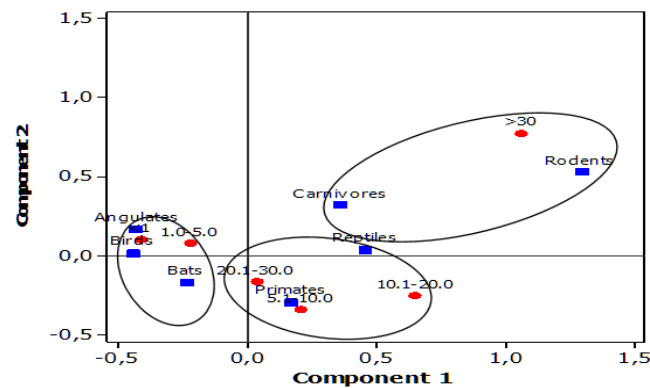 1,5
1,0
0,5
0,0
-0,5
Component 2
>30
Rodents
Carnivores
Angulates
1.0-5.0
Birds
Reptiles
Bats
20.1-30.0
Primates
5.1-10.0
10.1-20.0
-0,5
0,0
0,5
1,0
1,5
Component 1